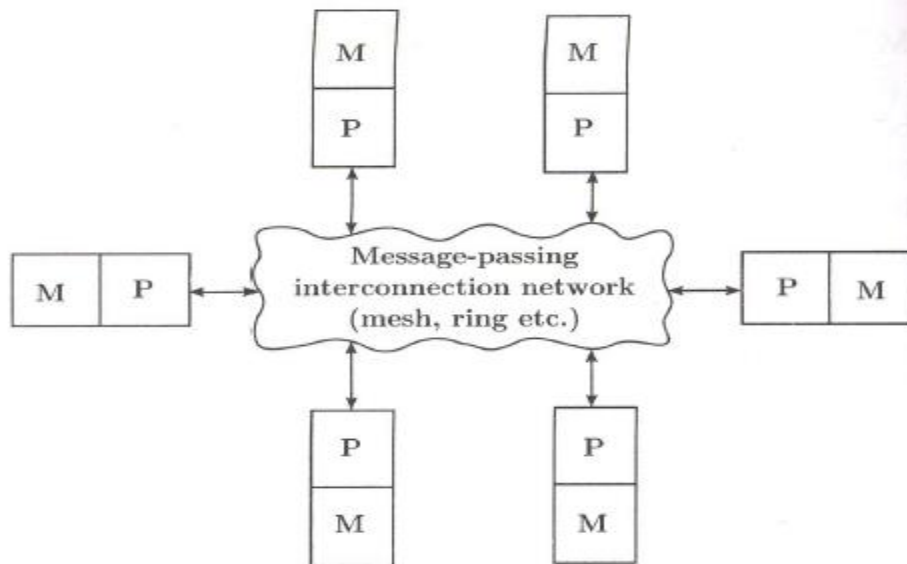 M
M
P
P
Message-passing
interconnection network
(mesh, ring etc.)
M P
P M
P
P
M
M